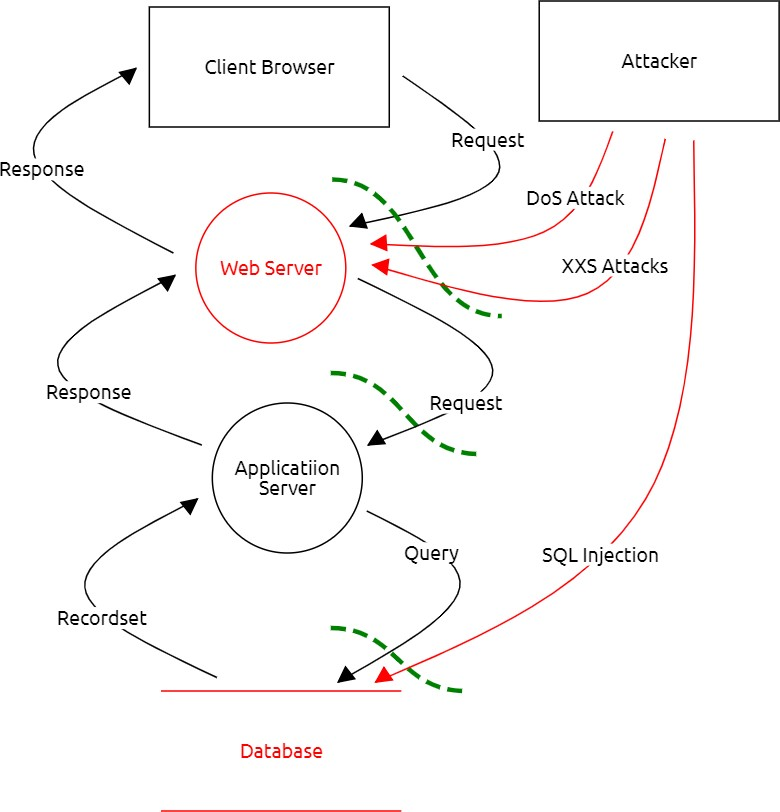 Client Browser
Attacker
Request
Response
DoS Attack
Web Server
XXS Attacks
Response
Request
Applicatiion
Server
Query
SQL Injection
Recordset
Database